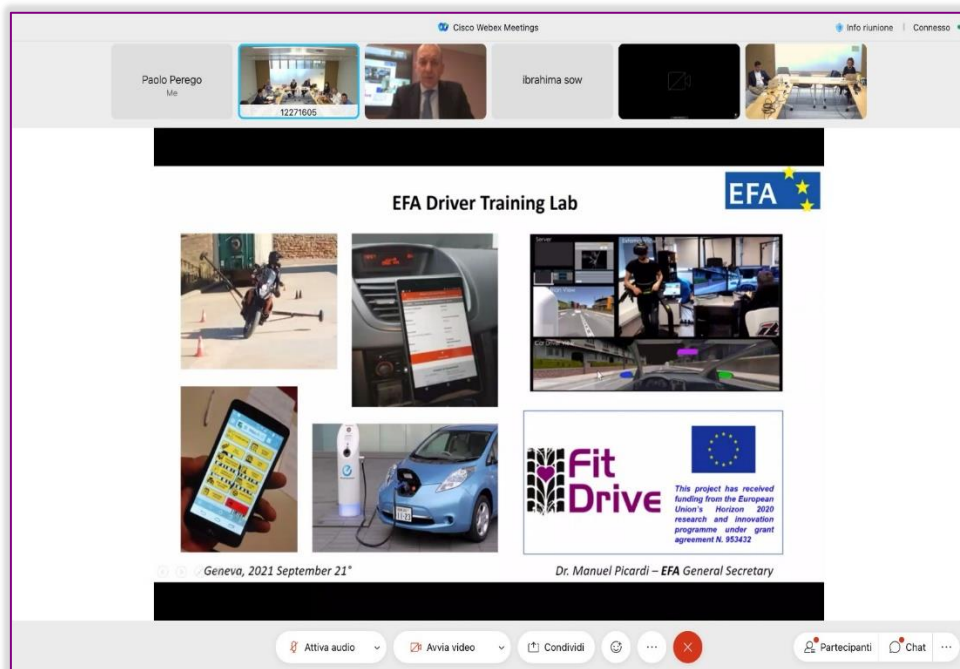 Cisco Webex Meetings
Info riunione
Connesso
Paolo Perego
Me
12271605
ibrahima sow
EFA Driver Training Lab
EFA
Server
Fit
Drive
This project has received
funding from the European
Union's Horizon 2020
research and innovation
programme under grant
agreement N. 953432
Geneva, 2021 September 21°
Dr. Manuel Picardi – EFA General Secretary
Attiva audio
Avvia video
Condividi
Partecipanti
Chat